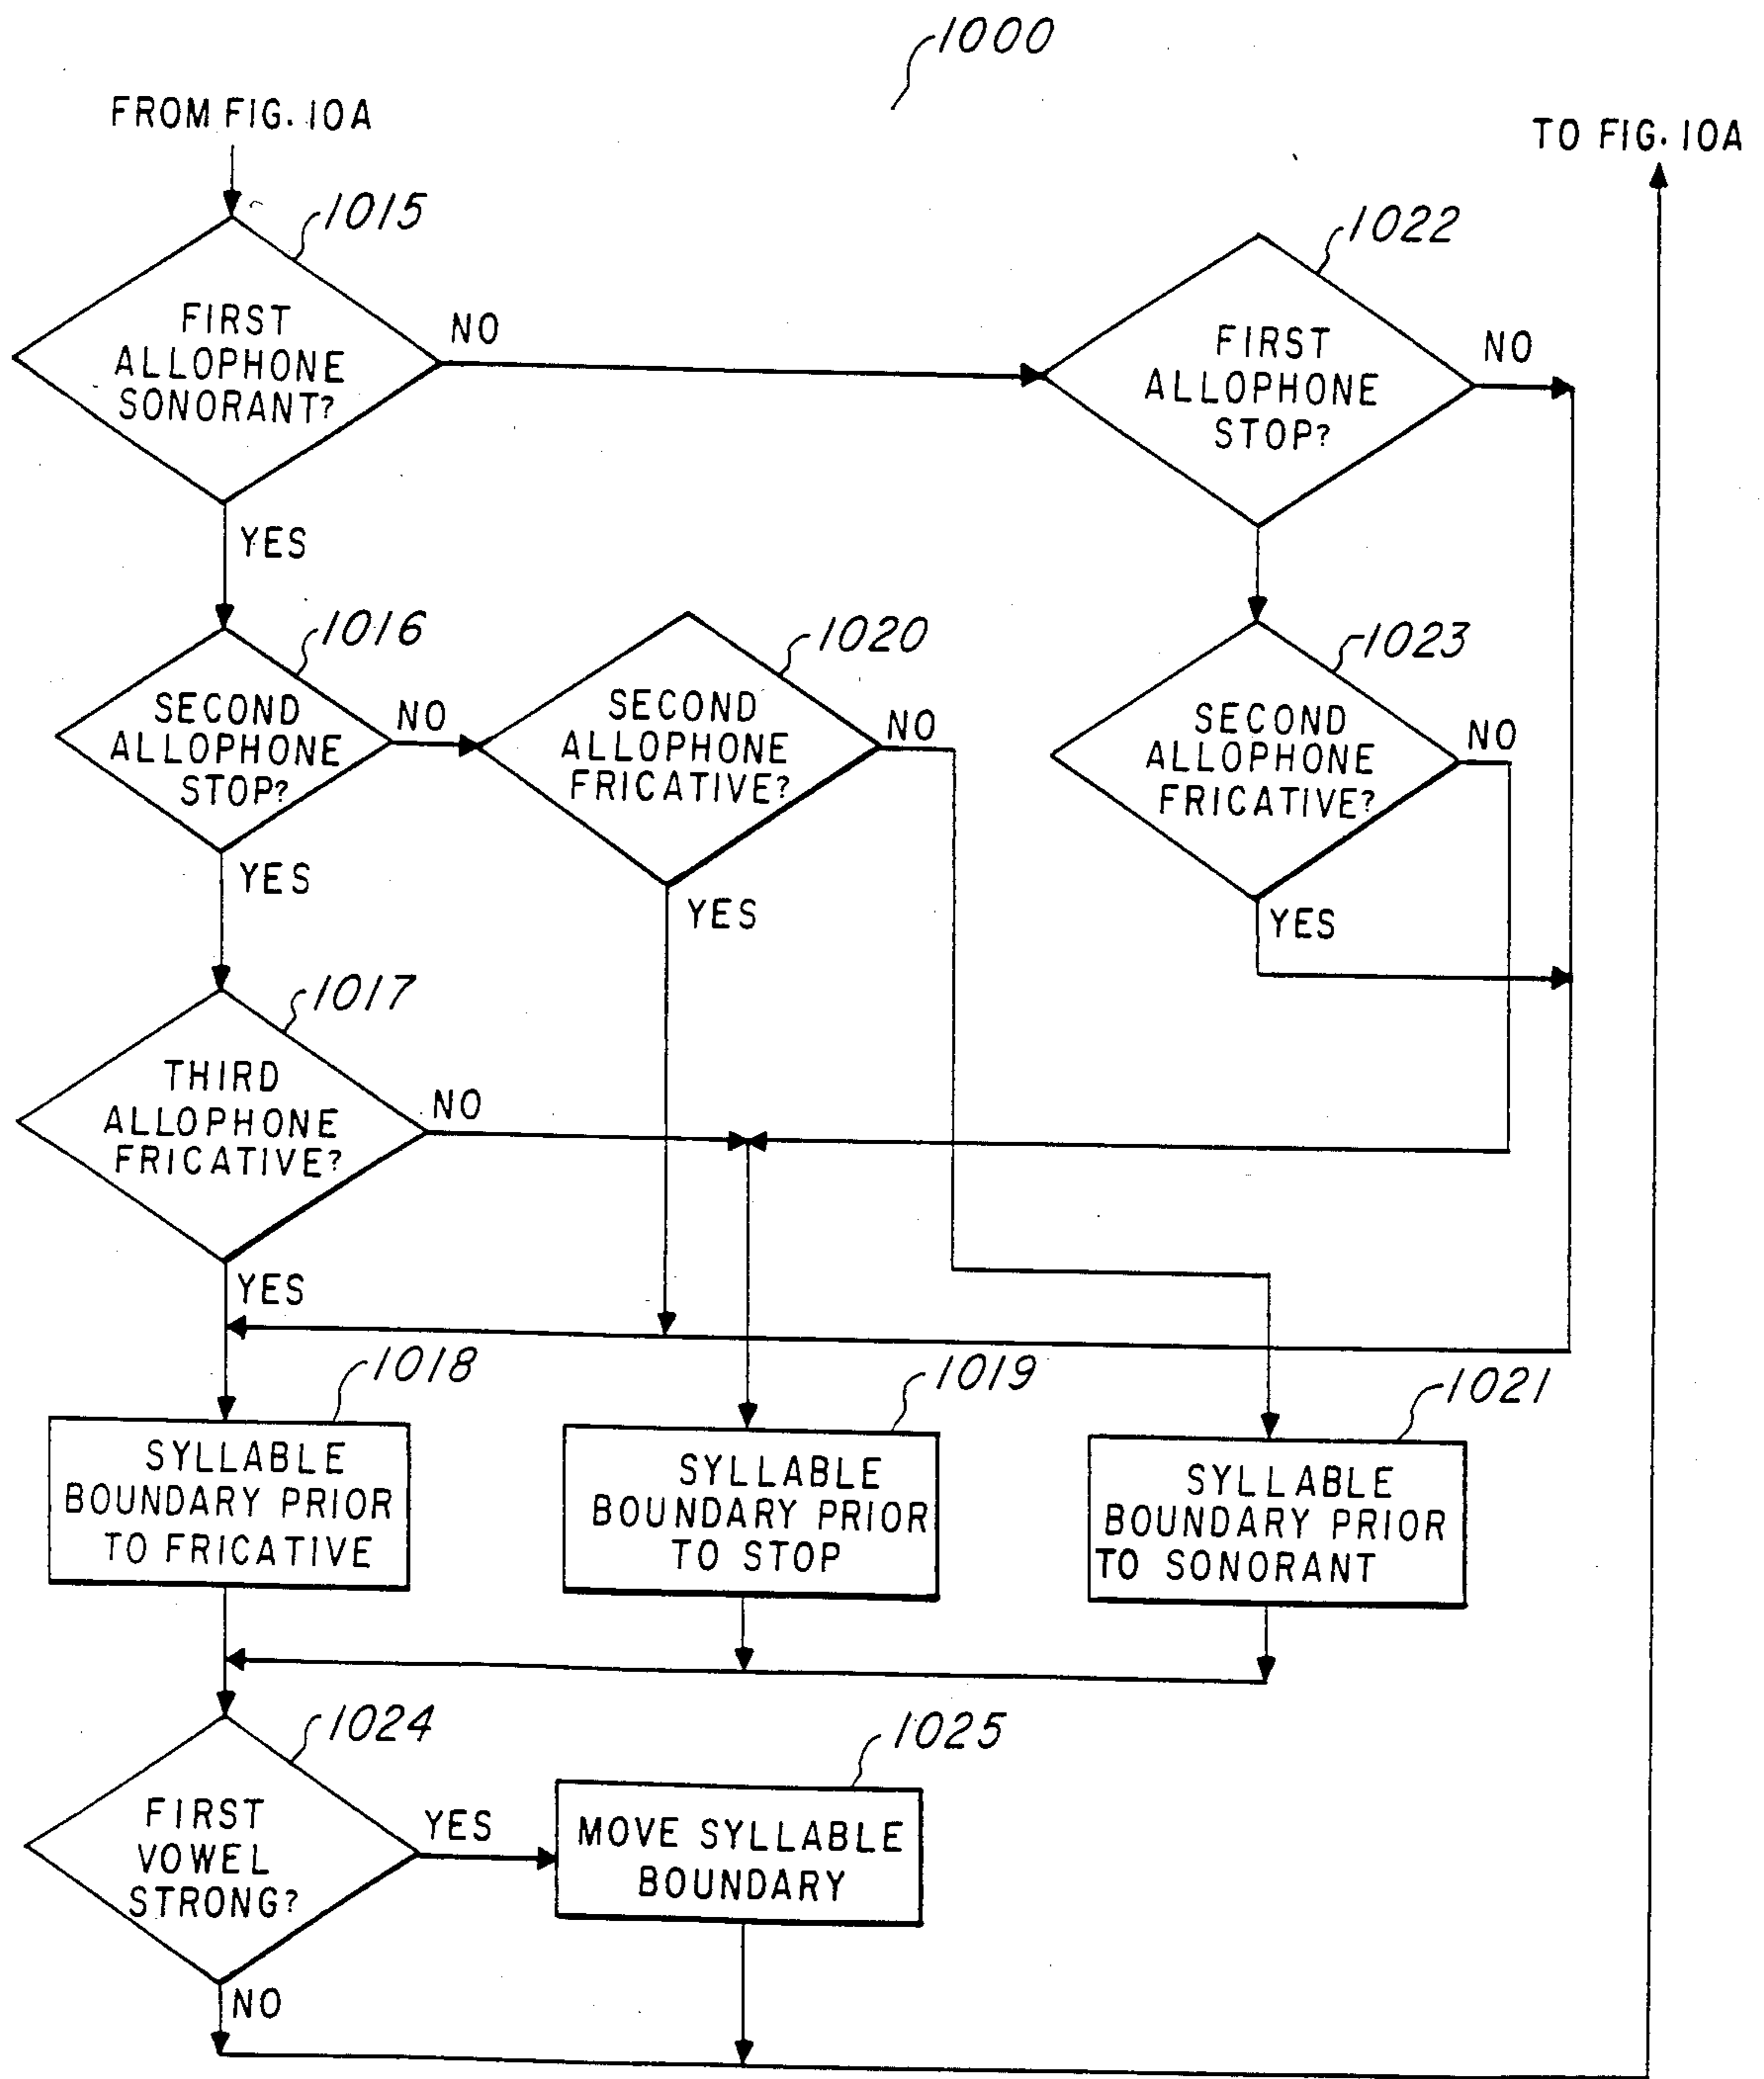 1000
FROM FIG. 10A
TO FIG. 10A
1015
FIRST
ALLOPHONE
SONORANT?
NO
YES
1022
FIRST
ALLOPHONE
STOP?
NO
1016
SECOND
ALLOPHONE
STOP?
NO
YES
1020
SECOND
ALLOPHONE
FRICATIVE?
NO
YES
1023
SECOND
ALLOPHONE
FRICATIVE?
NO
YES
1017
THIRD
ALLOPHONE
FRICATIVE?
NO
YES
1018
SYLLABLE
BOUNDARY PRIOR
TO FRICATIVE
1019
SYLLABLE
BOUNDARY PRIOR
TO STOP
1021
SYLLABLE
BOUNDARY PRIOR
TO SONORANT
1024
FIRST
VOWEL
STRONG?
YES
NO
1025
MOVE SYLLABLE
BOUNDARY